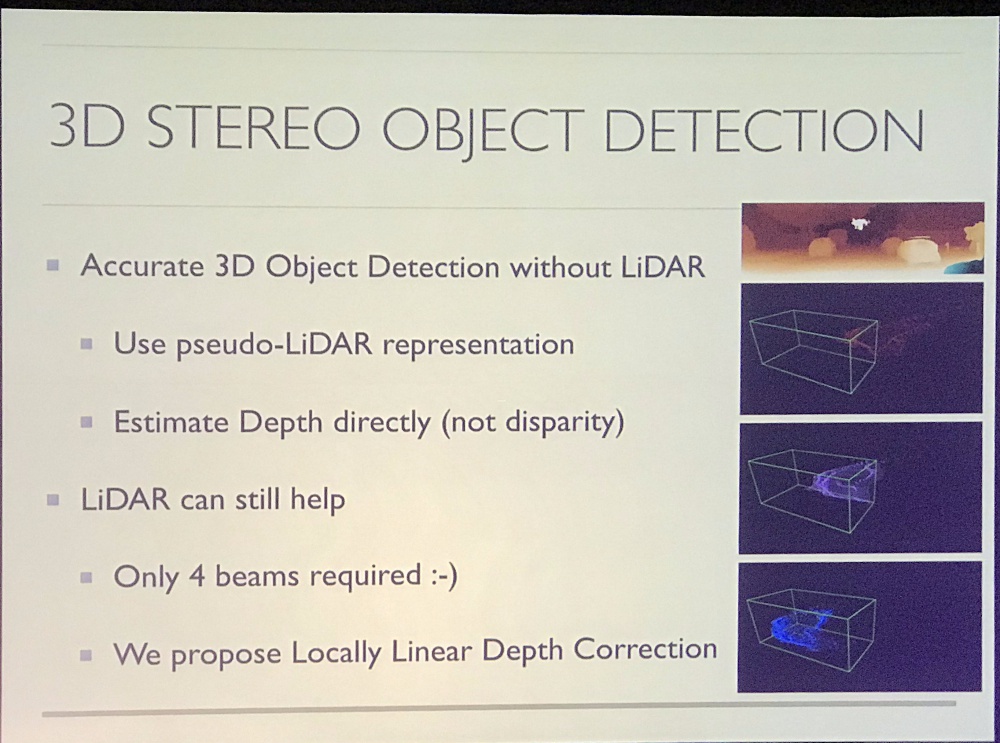 3D STEREO OBJECT DETECTION
Accurate 3D Object Detection without LiDAR
Use pseudo-LiDAR representation
Estimate Depth directly (not disparity)
LiDAR can still help
Only 4 beams required :-)
We propose Locally Linear Depth Correction